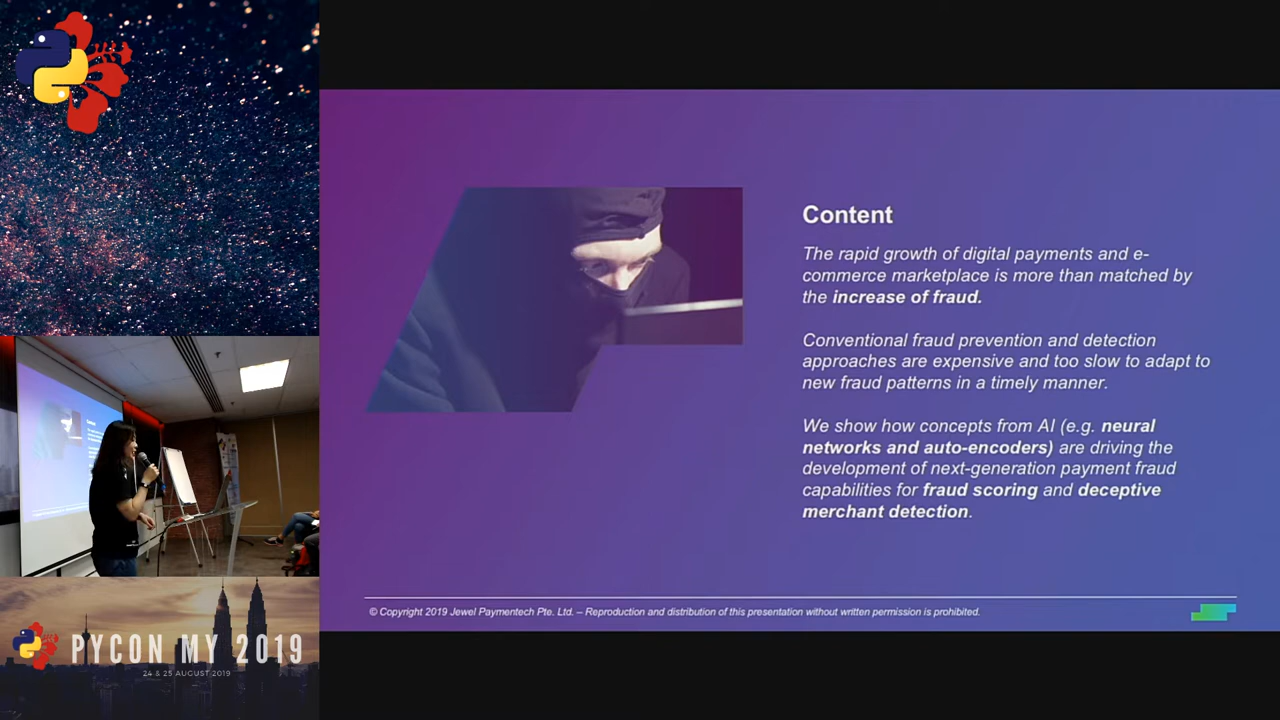 Content
The rapid growth of digital payments and e-
commerce marketplace is more than matched by
the increase of fraud.
Conventional fraud prevention and detection
approaches are expensive and too slow to adapt to
new fraud patterns in a timely manner.
We show how concepts from AI (e.g. neural
networks and auto-encoders) are driving the
development of next-generation payment fraud
capabilities for fraud scoring and deceptive
merchant detection.
© Copyright 2019 Jewel Paymentech Pte. Ltd. – Reproduction and distribution of this presentation without written permission is prohibited.
PYCON MY 2019
24 & 25 AUGUST 2019